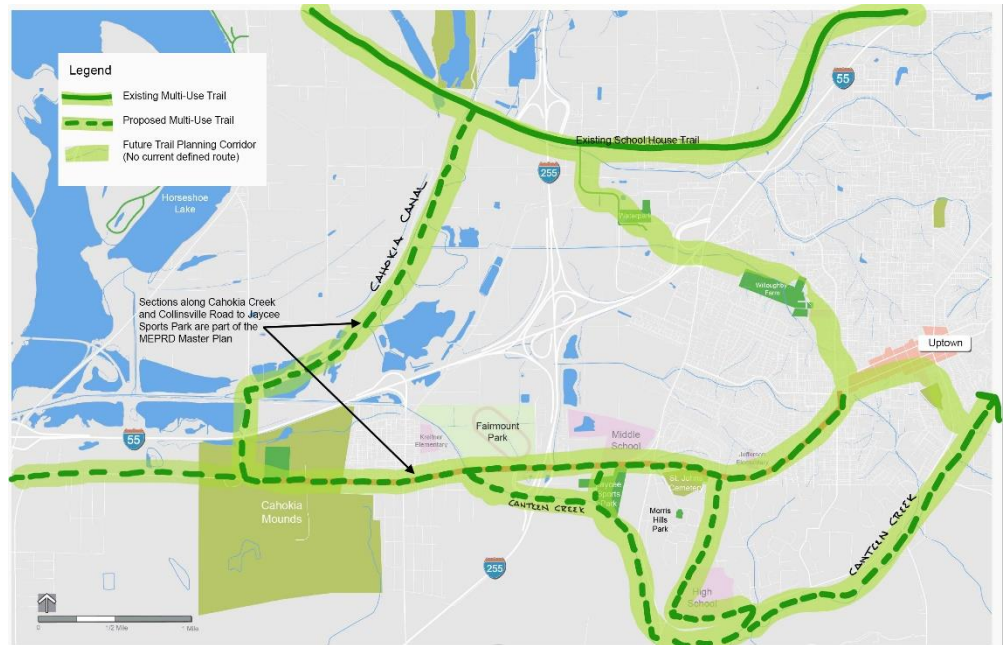 Legend
Existing Multi-Use Trail
Proposed Multi-Use Trail
Future Trail Planning Corridor
(No current defined route)
55
Existing School House Trail
255
Horseshoe
Lake
CAHOKIA CANAL
Sections along Cahokia Creek
and Collinsville Road to Jaycee
Sports Park are part of the
MEPRD Master Plan
Willoughby
Farm
Uptown
55
Elementary
Fairmount
Park
Middle
School
Jefferson
Elementary
Cahokia
Mounds
Jaycee
Sports
Park
St. Johns
Cemetery
CANTEEN CREEK
Morris
Hills
Park
CANTEEN CREEK
255
High
School
0
1/2 Mile
1 Mile